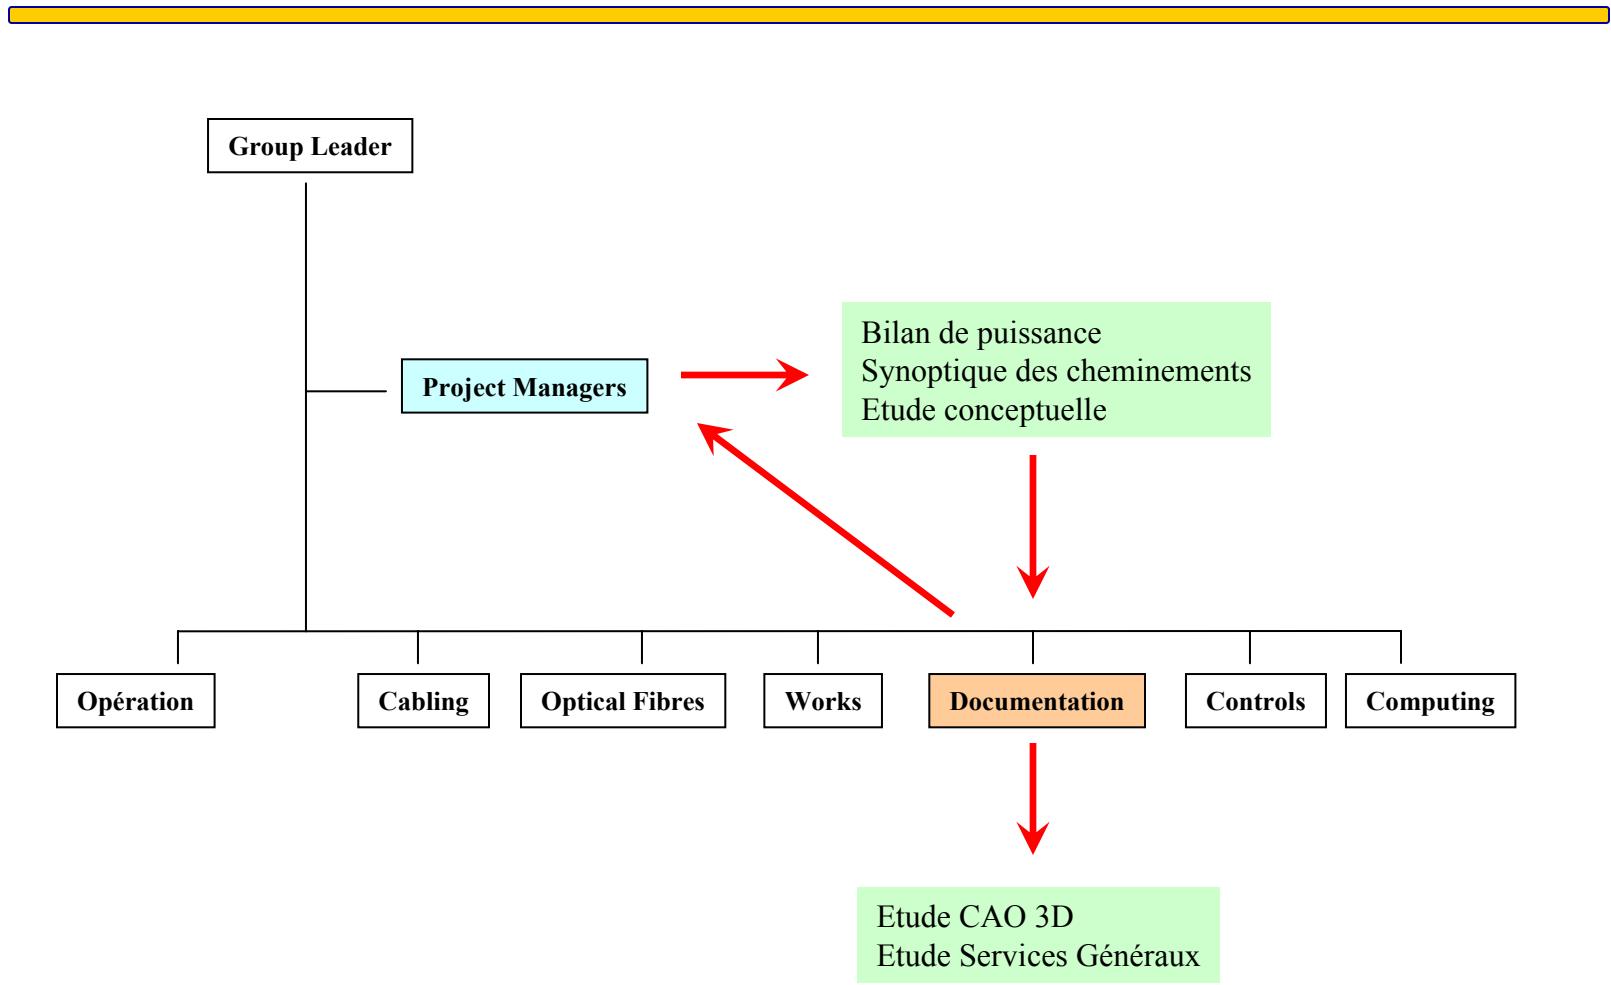 Group Leader
Bilan de puissance
Synoptique des cheminements
Etude conceptuelle
Project Managers
Opération
Cabling
Optical Fibres
Works
Documentation
Controls
Computing
Etude CAO 3D
Etude Services Généraux